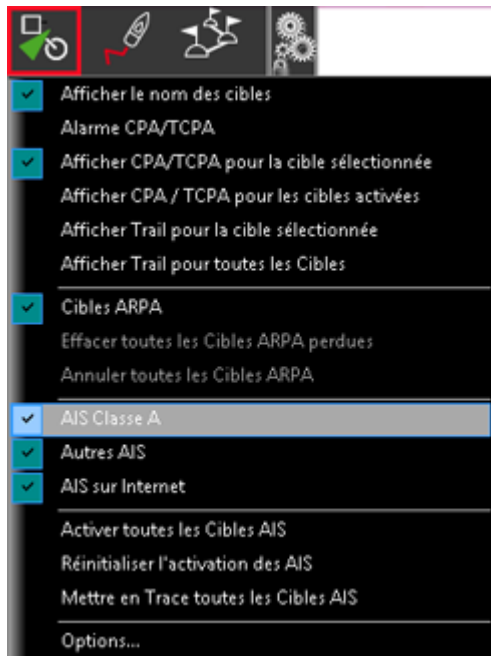 Afficher le nom des cibles
Alarme CPA/TCPA
Afficher CPA/TCPA pour la cible sélectionnée
Afficher CPA / TCPA pour les cibles activées
Afficher Trail pour la cible sélectionnée
Afficher Trail pour toutes les Cibles
Cibles ARPA
Effacer toutes les Cibles ARPA perdues
Annuler toutes les Cibles ARPA
AIS Classe A
Autres AIS
AIS sur Internet
Activer toutes les Cibles AIS
Réinitialiser l'activation des AIS
Mettre en Trace toutes les Cibles AIS
Options...